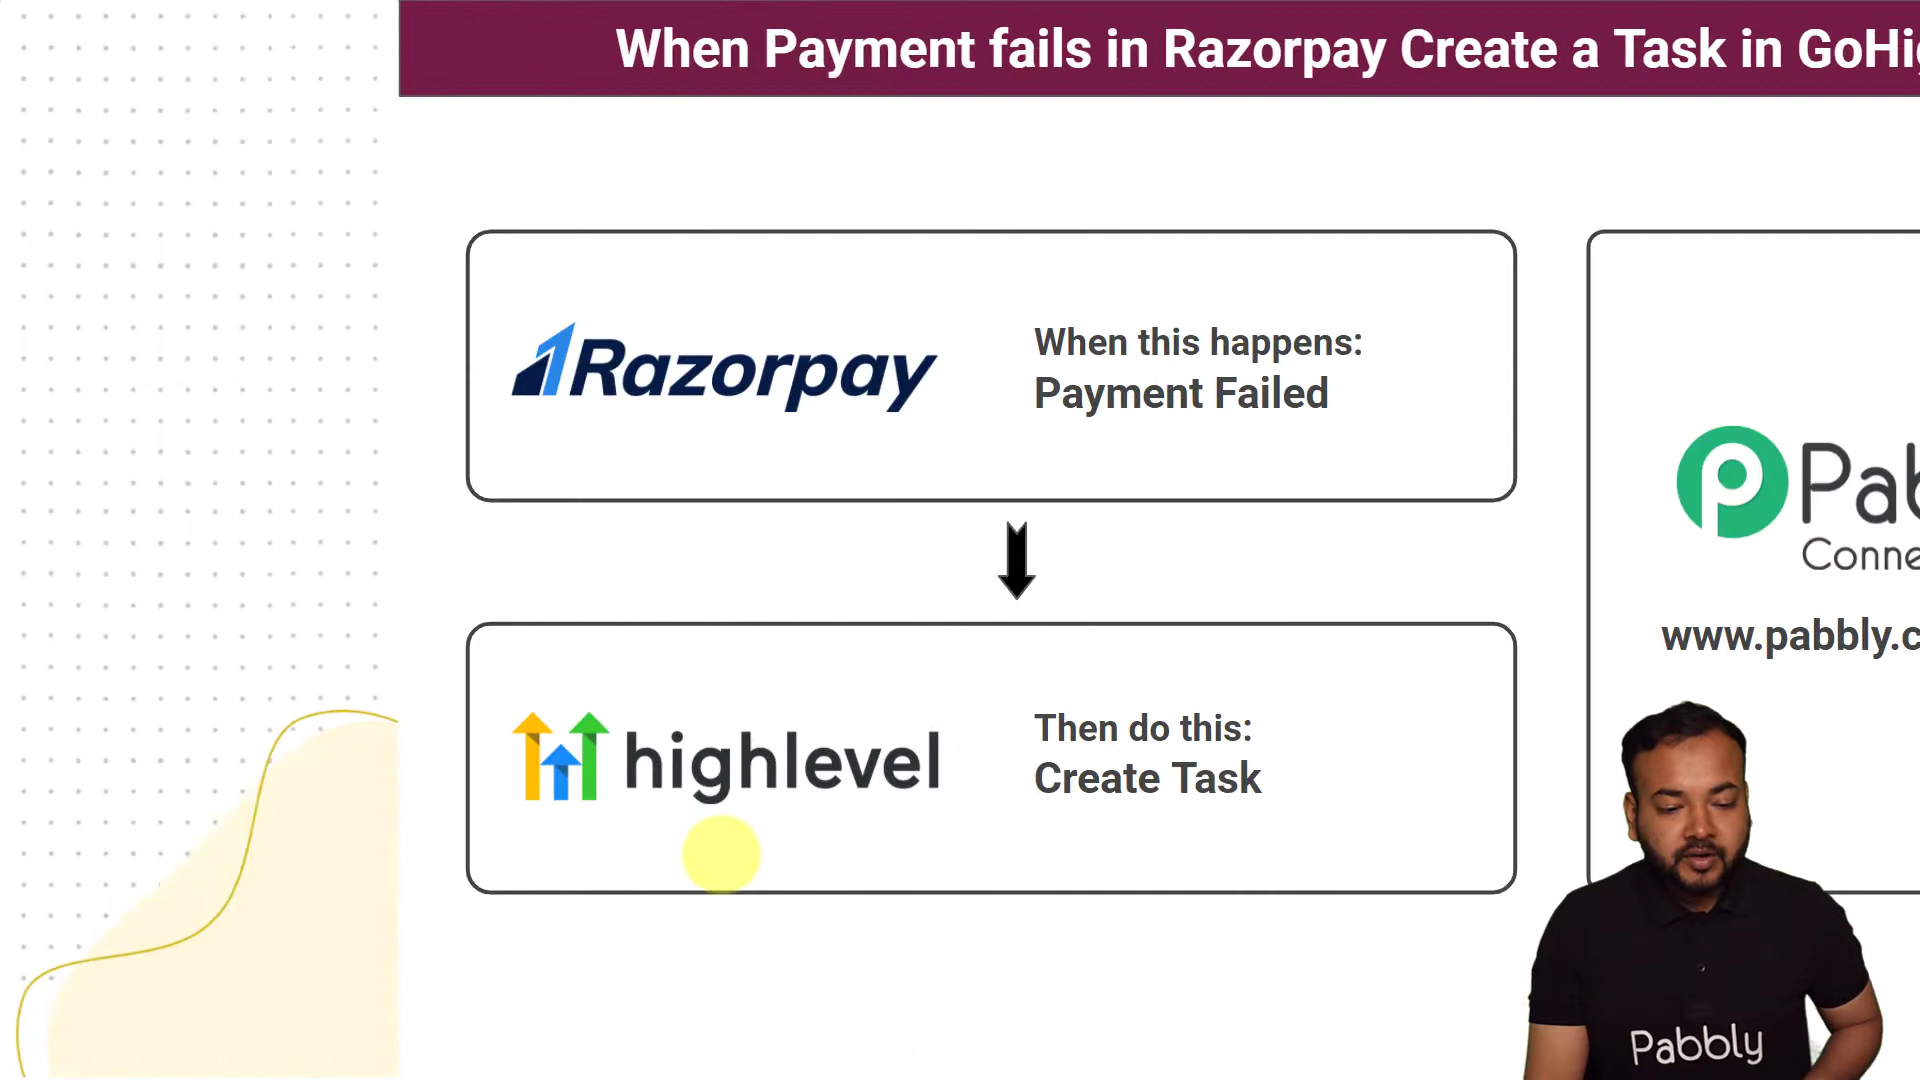 When Payment fails in Razorpay Create a Task in GoHig
Razorpay
When this happens:
Payment Failed
highlevel
Then do this:
Create Task
Pab
Conne
www.pabbly.c
Pabbly